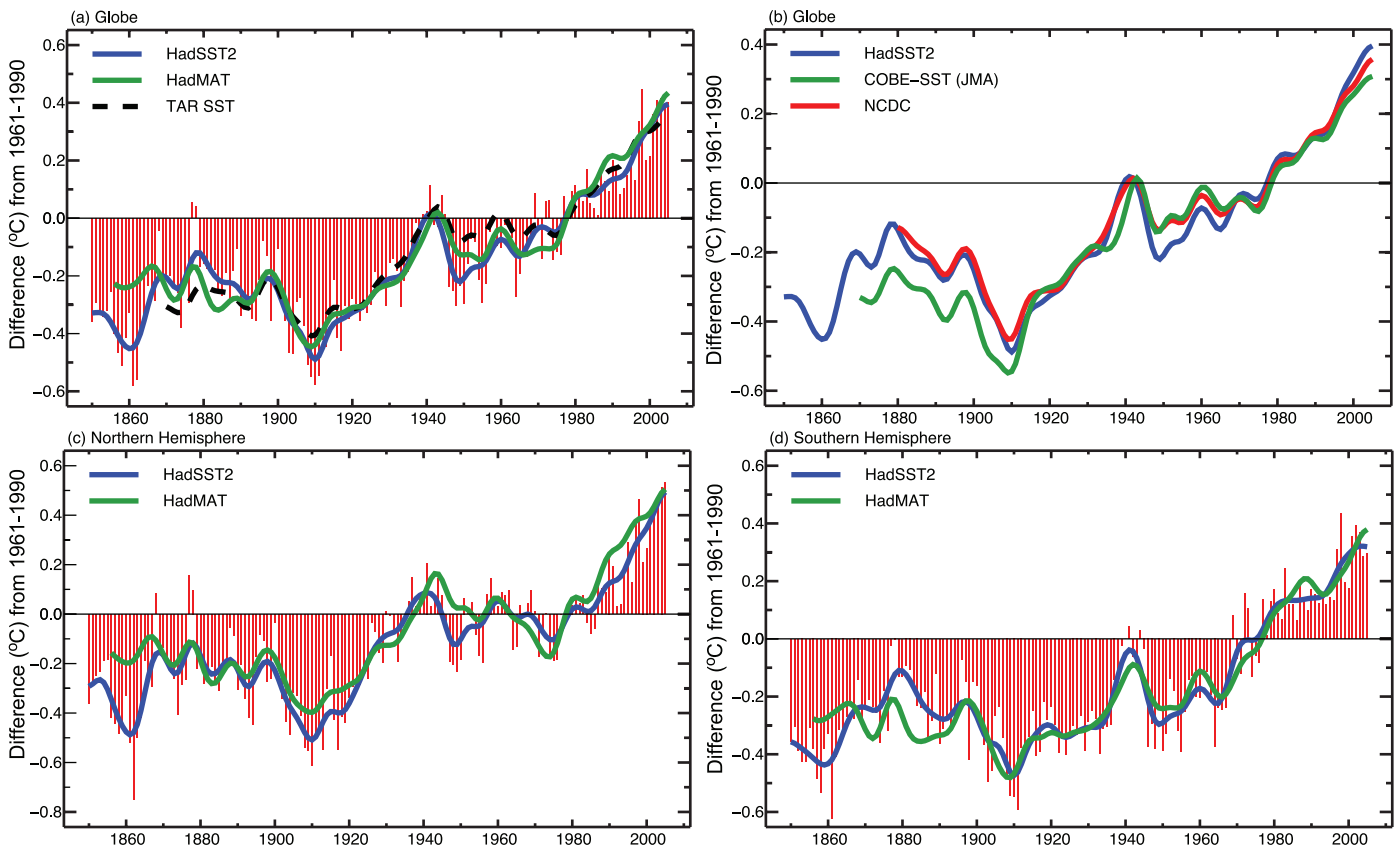 (a) Globe
HadSST2
HadMAT
TAR SST
Difference (ºC) from 1961-1990
0.6
0.4
0.2
0.0
−0.2
−0.4
−0.6
1860 1880 1900 1920 1940 1960 1980 2000
(b) Globe
HadSST2
COBE−SST (JMA)
NCDC
Difference (ºC) from 1961-1990
0.4
0.2
0.0
−0.2
−0.4
−0.6
1860 1880 1900 1920 1940 1960 1980 2000
(c) Northern Hemisphere
HadSST2
HadMAT
Difference (ºC) from 1961-1990
0.6
0.4
0.2
0.0
−0.2
−0.4
−0.6
−0.8
1860 1880 1900 1920 1940 1960 1980 2000
(d) Southern Hemisphere
HadSST2
HadMAT
Difference (ºC) from 1961-1990
0.6
0.4
0.2
0.0
−0.2
−0.4
−0.6
1860 1880 1900 1920 1940 1960 1980 2000